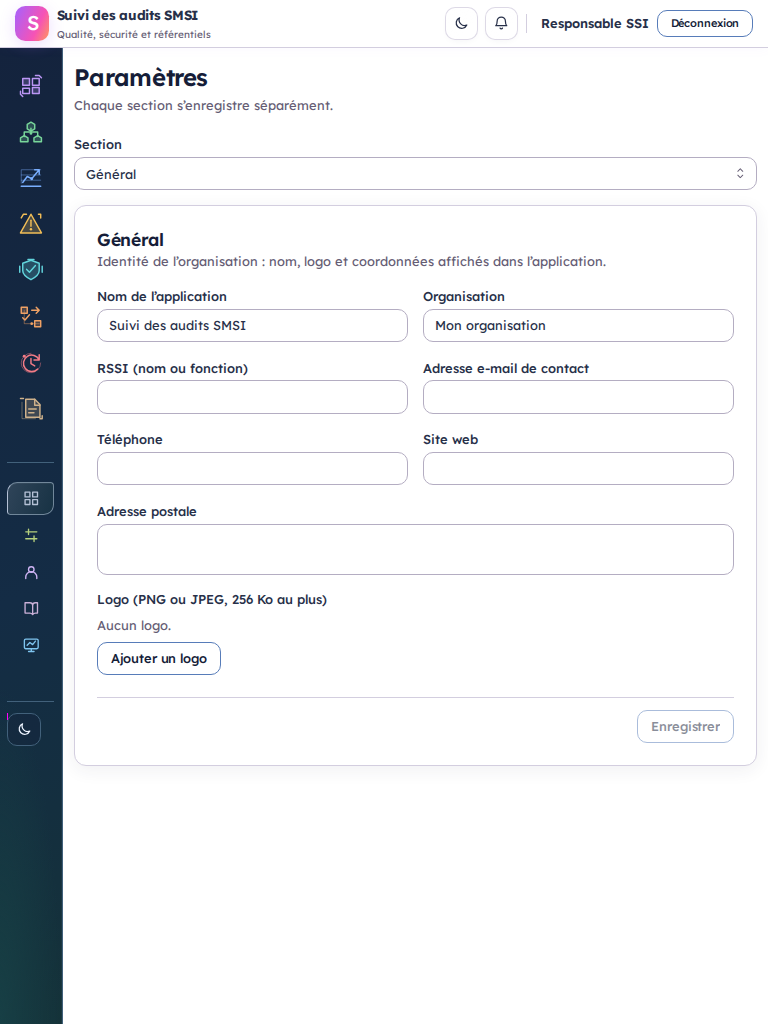 S
Suivi des audits SMSI
Qualité, sécurité et référentiels
Responsable SSI
Déconnexion
Paramètres
Chaque section s’enregistre séparément.
Section
Général
Général
Identité de l’organisation : nom, logo et coordonnées affichés dans l’application.
Nom de l’application
Organisation
Suivi des audits SMSI
Mon organisation
RSSI (nom ou fonction)
Adresse e-mail de contact
Téléphone
Site web
Adresse postale
Logo (PNG ou JPEG, 256 Ko au plus)
Aucun logo.
Ajouter un logo
Enregistrer